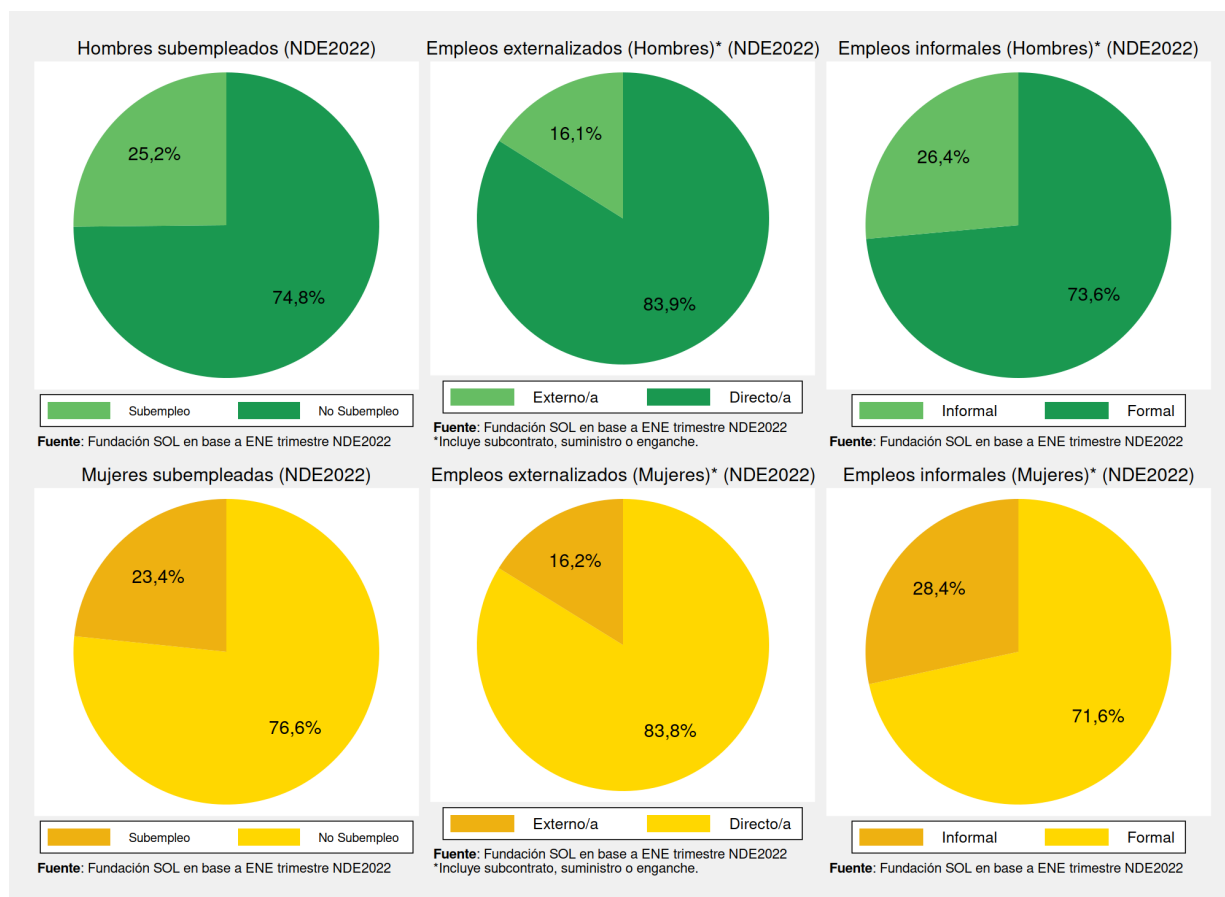 Hombres subempleados (NDE2022)
25,2%
74,8%
Subempleo No Subempleo
Fuente: Fundación SOL en base a ENE trimestre NDE2022
Empleos externalizados (Hombres)* (NDE2022)
16,1%
83,9%
Externo/a Directo/a
Fuente: Fundación SOL en base a ENE trimestre NDE2022
*Incluye subcontrato, suministro o enganche.
Empleos informales (Hombres)* (NDE2022)
26,4%
73,6%
Informal Formal
Fuente: Fundación SOL en base a ENE trimestre NDE2022
Mujeres subempleadas (NDE2022)
23,4%
76,6%
Subempleo No Subempleo
Fuente: Fundación SOL en base a ENE trimestre NDE2022
Empleos externalizados (Mujeres)* (NDE2022)
16,2%
83,8%
Externo/a Directo/a
Fuente: Fundación SOL en base a ENE trimestre NDE2022
*Incluye subcontrato, suministro o enganche.
Empleos informales (Mujeres)* (NDE2022)
28,4%
71,6%
Informal Formal
Fuente: Fundación SOL en base a ENE trimestre NDE2022